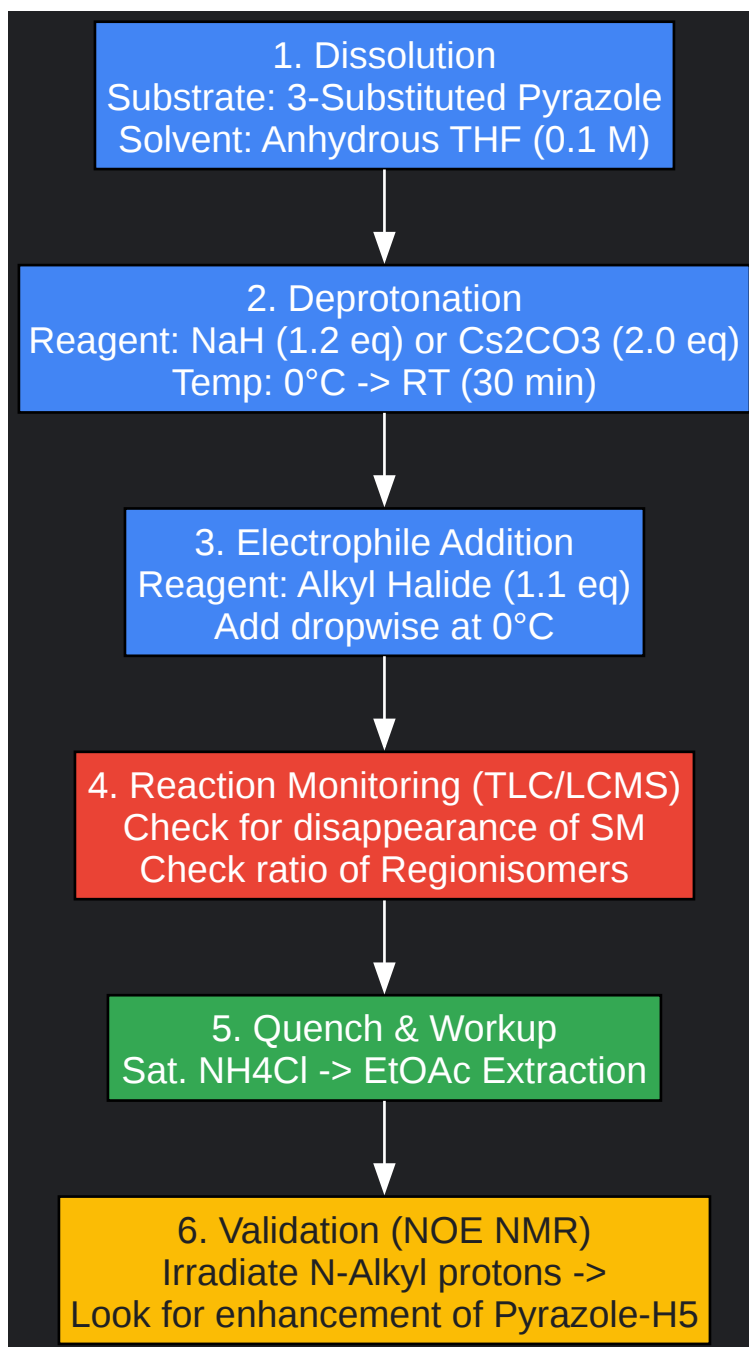 1. Dissolution
Substrate: 3-Substituted Pyrazole
Solvent: Anhydrous THF (0.1 M)
2. Deprotonation
Reagent: NaH (1.2 eq) or Cs2CO3 (2.0 eq)
Temp: 0°C -> RT (30 min)
3. Electrophile Addition
Reagent: Alkyl Halide (1.1 eq)
Add dropwise at 0°C
4. Reaction Monitoring (TLC/LCMS)
Check for disappearance of SM
Check ratio of Regionisomers
5. Quench & Workup
Sat. NH4Cl -> EtOAc Extraction
6. Validation (NOE NMR)
Irradiate N-Alkyl protons ->
Look for enhancement of Pyrazole-H5